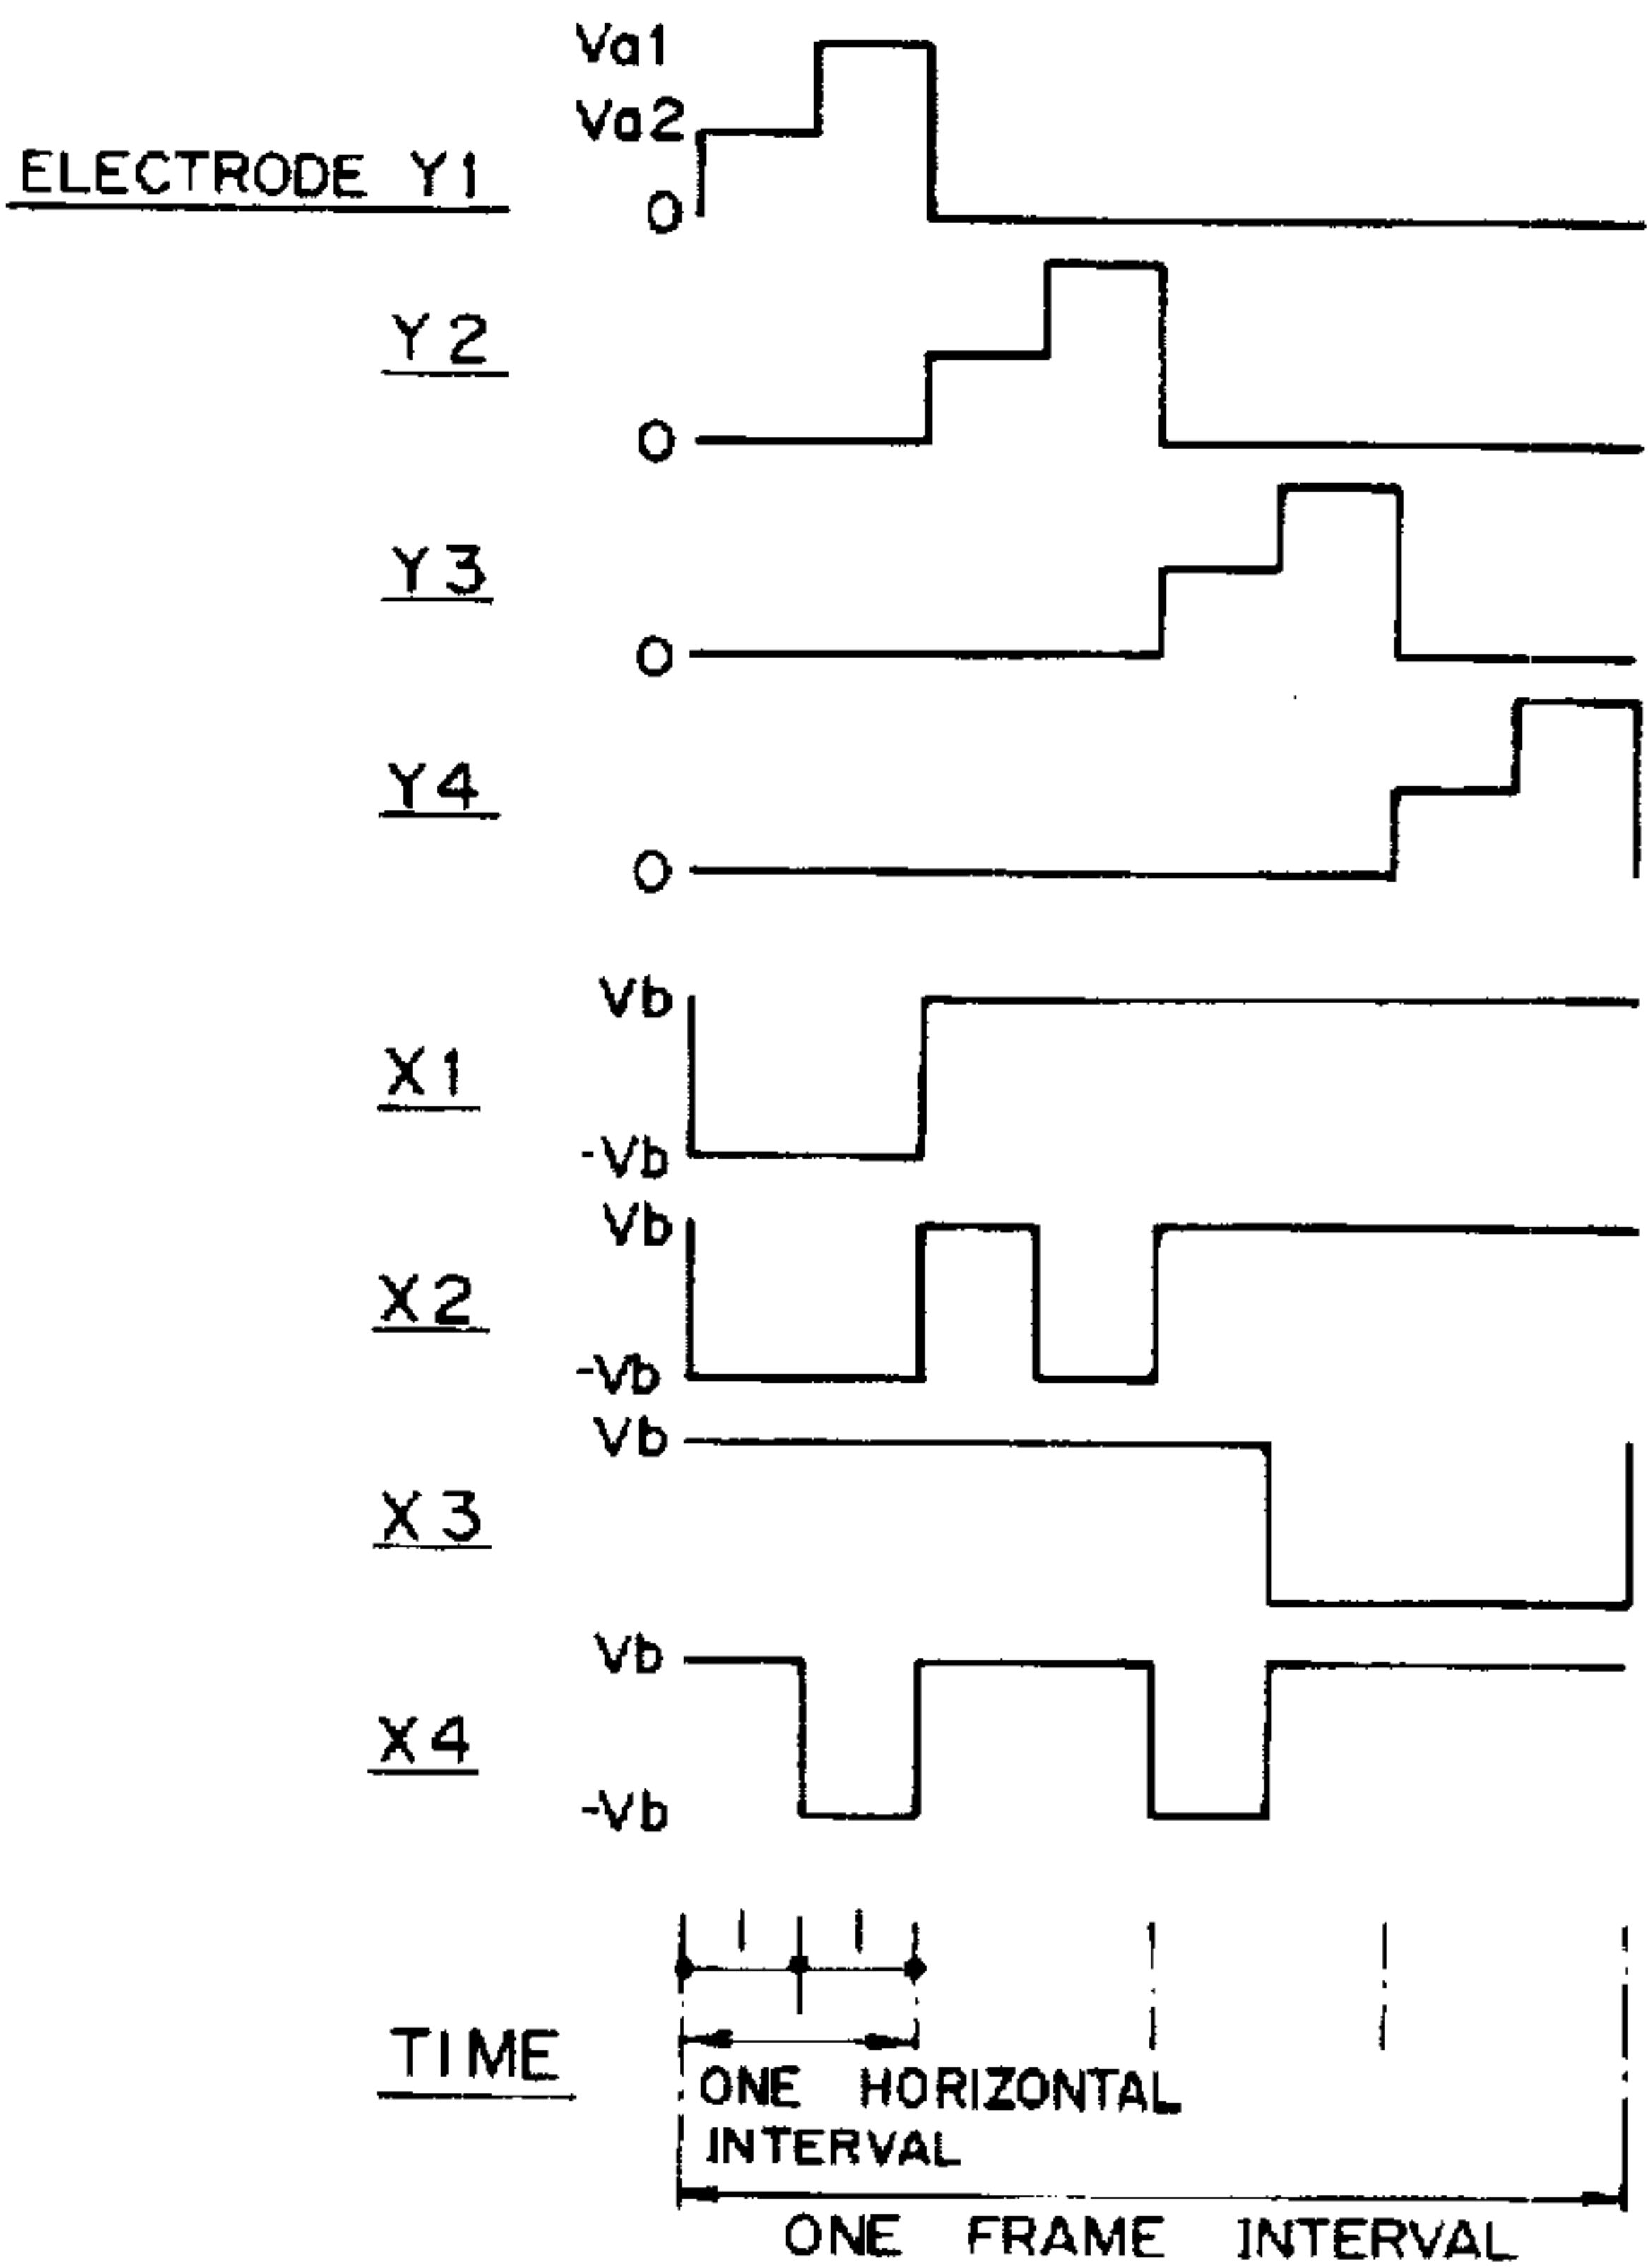 Va1
Va2
ELECTRODE Y1
0
Y2
0
Y3
0
Y4
0
Vb
X1
-Vb
Vb
X2
-Vb
Vb
X3
Vb
X4
-Vb
TIME
ONE HORIZONTAL
INTERVAL
ONE FRAME INTERVAL